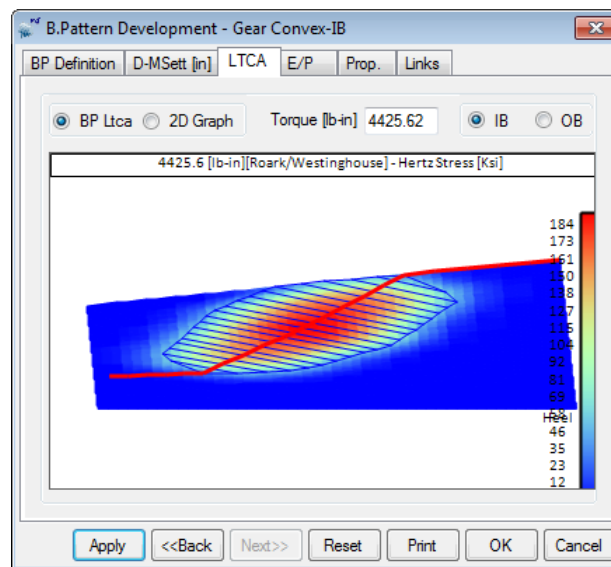 B.Pattern Development - Gear Convex-IB
BP Definition D-MSett [in] LTCA E/P Prop. Links
BP Ltca 2D Graph Torque [lb-in] 4425.62 IB OB
4425.6 [Lb-in][Roark/Westinghouse] - Hertz Stress [Ksi]
184
173
161
150
138
127
115
104
92
81
69
58
Heel
46
35
23
12
Apply <<Back Next>> Reset Print OK Cancel